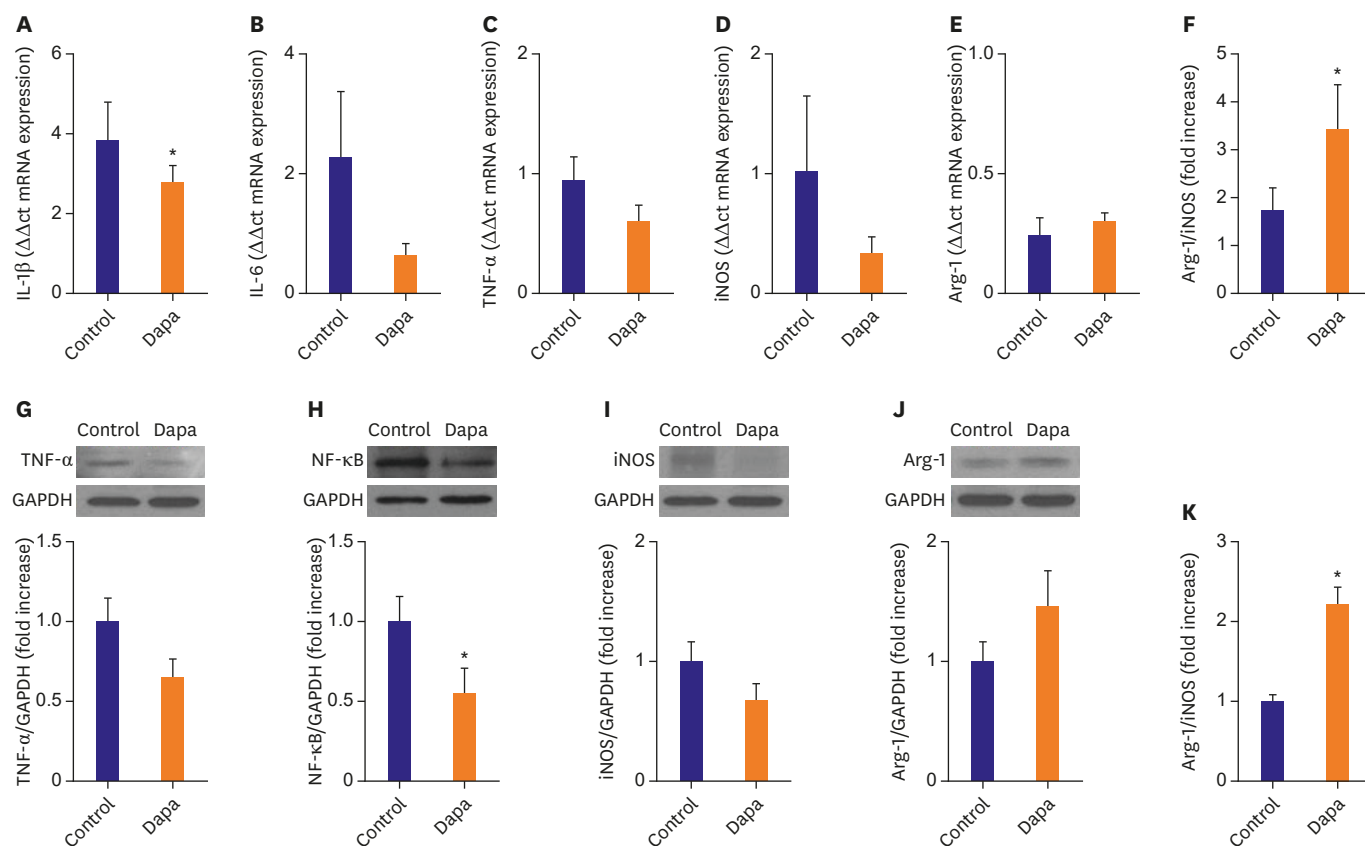 A
IL-1β (ΔΔct mRNA expression)
6
4
2
0
Control
Dapa
*
B
IL-6 (ΔΔct mRNA expression)
4
2
0
Control
Dapa
C
TNF-α (ΔΔct mRNA expression)
2
1
0
Control
Dapa
D
iNOS (ΔΔct mRNA expression)
2
1
0
Control
Dapa
E
Arg-1 (ΔΔct mRNA expression)
1.0
0.5
0
Control
Dapa
F
Arg-1/iNOS (fold increase)
5
4
3
2
1
0
Control
Dapa
*
G
Control Dapa
TNF-α
GAPDH
TNF-α/GAPDH (fold increase)
1.5
1.0
0.5
0
Control
Dapa
H
Control Dapa
NF-κB
GAPDH
NF-κB/GAPDH (fold increase)
1.5
1.0
0.5
0
Control
Dapa
*
I
Control Dapa
iNOS
GAPDH
iNOS/GAPDH (fold increase)
2
1
0
Control
Dapa
J
Control Dapa
Arg-1
GAPDH
Arg-1/GAPDH (fold increase)
2
1
0
Control
Dapa
K
Arg-1/iNOS (fold increase)
3
2
1
0
Control
Dapa
*